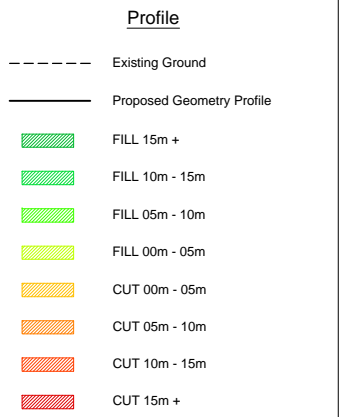 Profile
Existing Ground
Proposed Geometry Profile
FILL 15m +
FILL 10m - 15m
FILL 05m - 10m
FILL 00m - 05m
CUT 00m - 05m
CUT 05m - 10m
CUT 10m - 15m
CUT 15m +